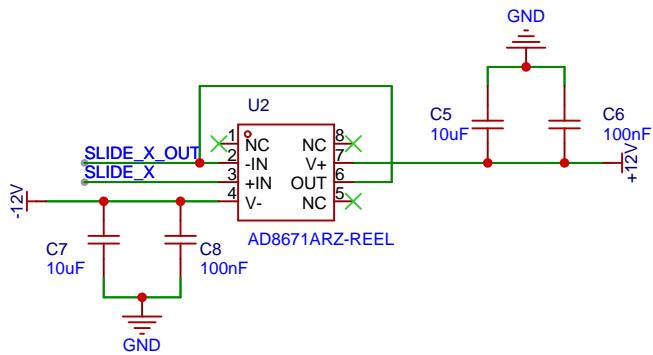 GND
U2
C5
10uF
C6
100nF
1 NC NC 8
SLIDE_X_OUT 2 -IN V+ 7
SLIDE_X 3 +IN OUT 6
4 V- NC 5
-12V
+12V
AD8671ARZ-REEL
C7
10uF
C8
100nF
GND